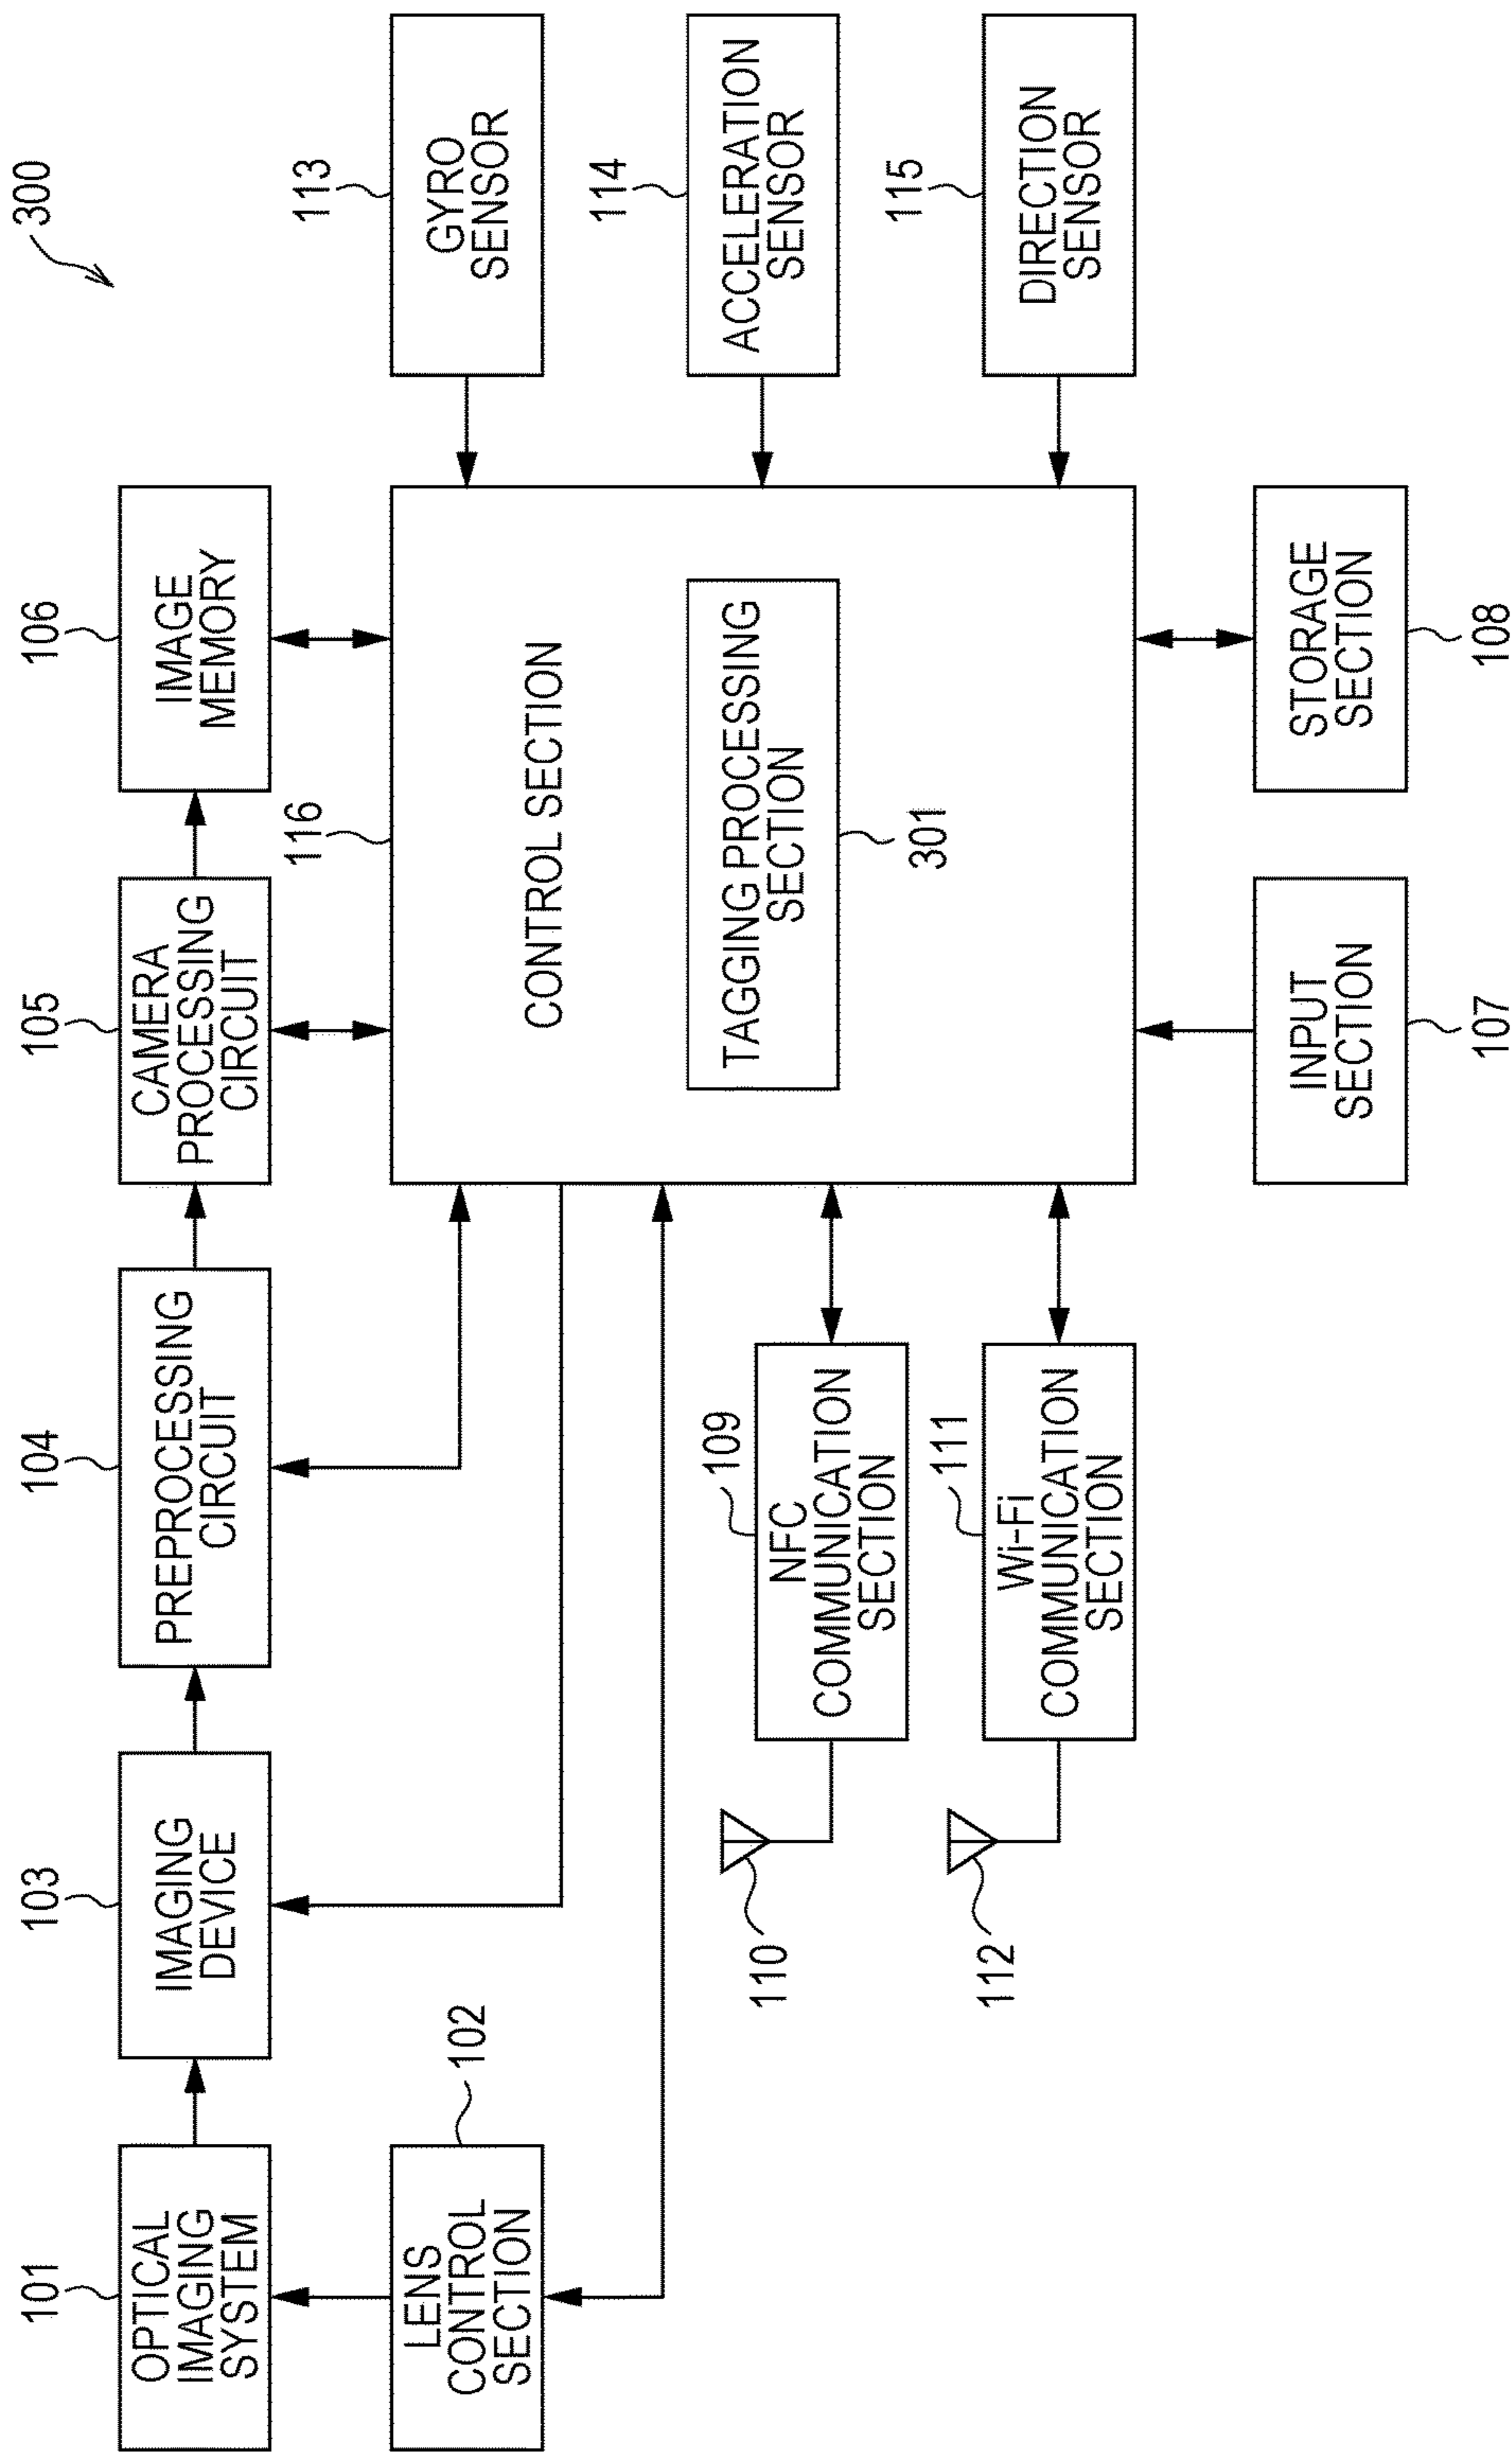 300
101
OPTICAL
IMAGING
SYSTEM
103
IMAGING
DEVICE
104
PREPROCESSING
CIRCUIT
105
CAMERA
PROCESSING
CIRCUIT
106
IMAGE
MEMORY
102
LENS
CONTROL
SECTION
116
CONTROL SECTION
TAGGING PROCESSING
SECTION
301
113
GYRO
SENSOR
114
ACCELERATION
SENSOR
115
DIRECTION
SENSOR
109
NFC
COMMUNICATION
SECTION
110
111
Wi-Fi
COMMUNICATION
SECTION
112
INPUT
SECTION
107
STORAGE
SECTION
108